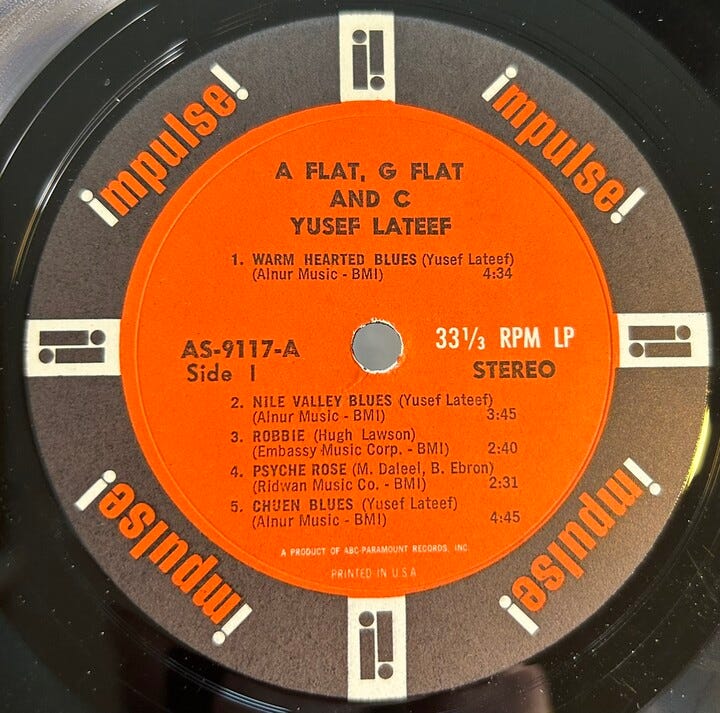 impulse!
impulse!
A FLAT, G FLAT
AND C
YUSEF LATEEF
1. WARM HEARTED BLUES (Yusef Lateef)
(Alnur Music - BMI) 4:34
AS-9117-A
Side I
33 1/3 RPM LP
STEREO
2. NILE VALLEY BLUES (Yusef Lateef)
(Alnur Music - BMI) 3:45
3. ROBBIE (Hugh Lawson)
(Embassy Music Corp. - BMI) 2:40
4. PSYCHE ROSE (M. Daleel, B. Ebron)
(Ridwan Music Co. - BMI) 2:31
5. CHUEN BLUES (Yusef Lateef)
(Alnur Music - BMI) 4:45
A PRODUCT OF ABC-PARAMOUNT RECORDS, INC.
PRINTED IN U.S.A.
impulse!
impulse!